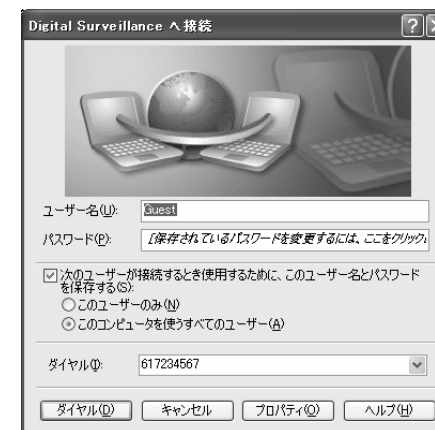 Digital Surveillance へ接続
ユーザー名(U):
Guest
パスワード(P):
[保存されているパスワードを変更するには、ここをクリック
次のユーザーが接続するとき使用するために、このユーザー名とパスワード
を保存する(S):
このユーザーのみ(N)
このコンピュータを使うすべてのユーザー(A)
ダイヤル(I):
617234567
ダイヤル(D) キャンセル プロパティ(O) ヘルプ(H)